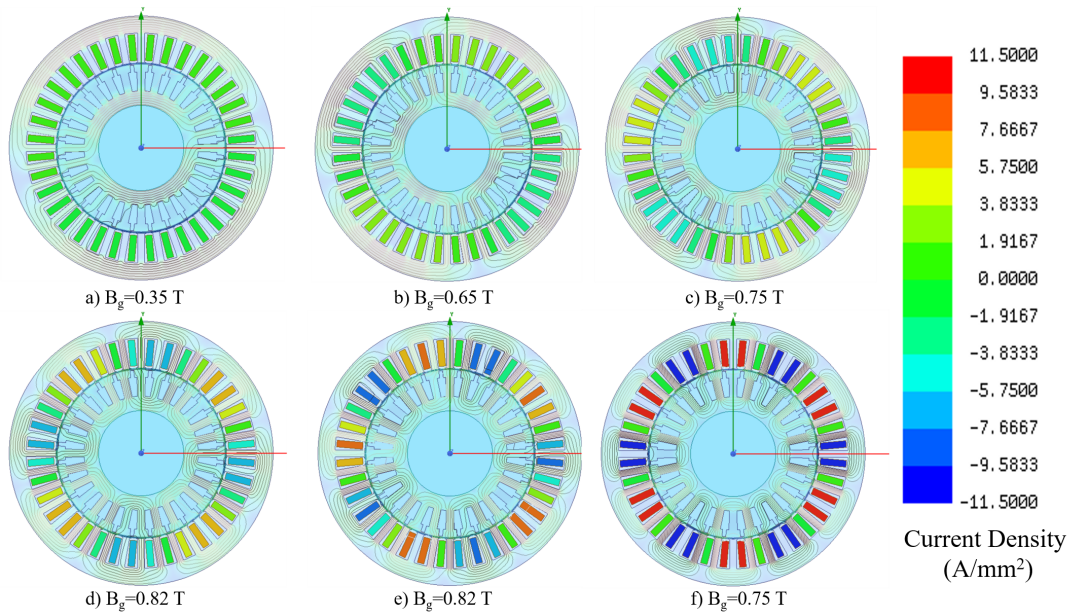 a) Bg=0.35 T
b) Bg=0.65 T
c) Bg=0.75 T
d) Bg=0.82 T
e) Bg=0.82 T
f) Bg=0.75 T
11.5000
9.5833
7.6667
5.7500
3.8333
1.9167
0.0000
-1.9167
-3.8333
-5.7500
-7.6667
-9.5833
-11.5000
Current Density
(A/mm²)